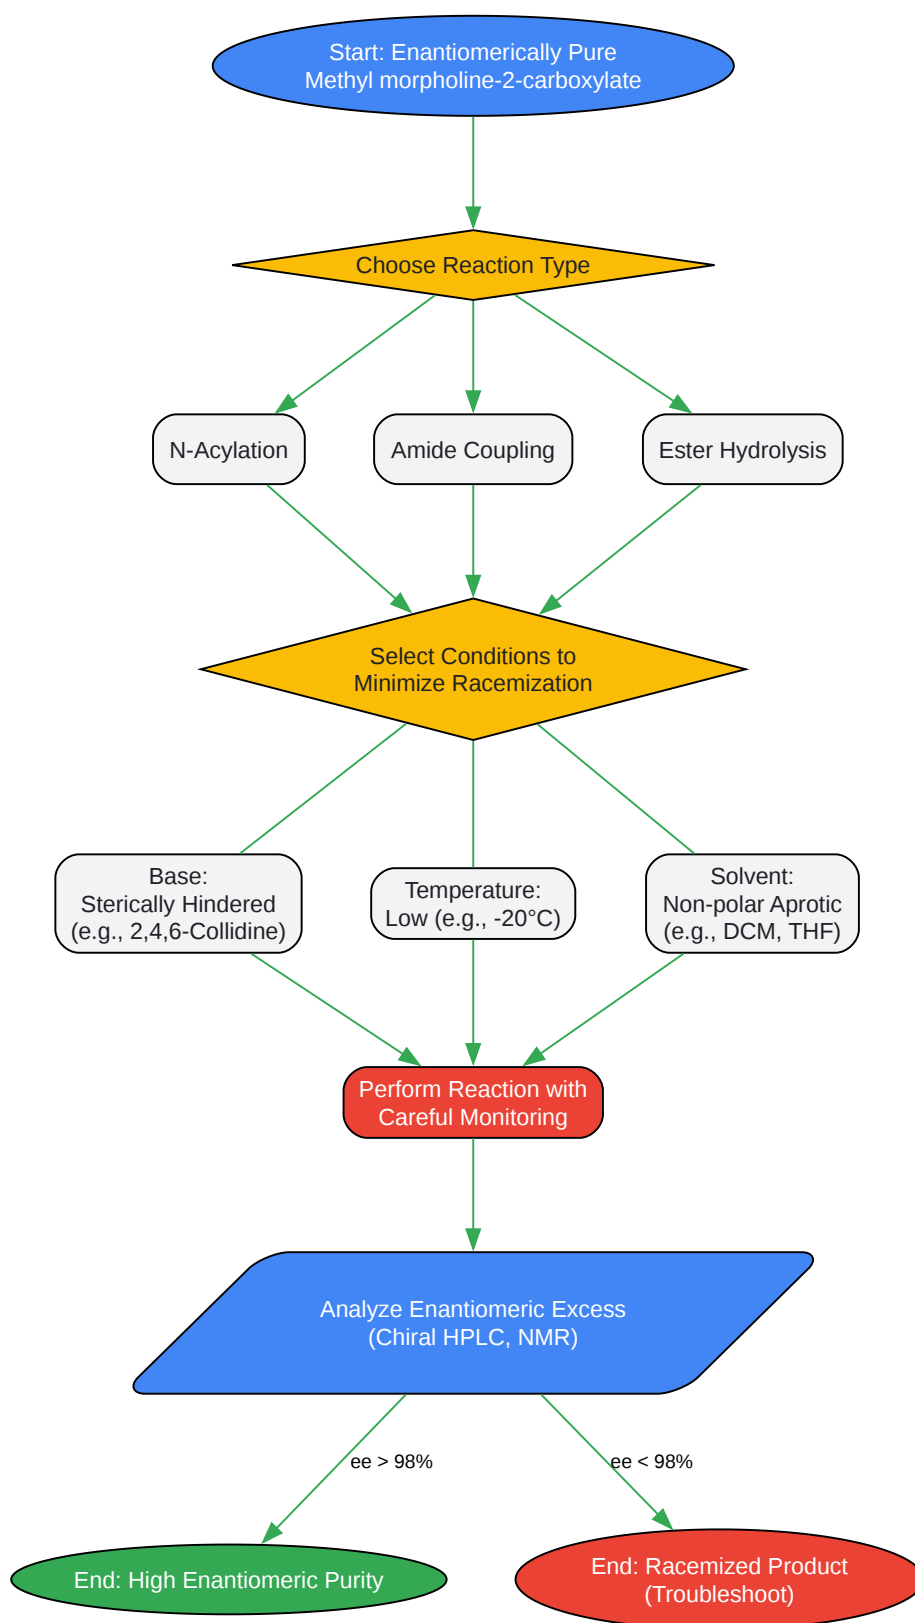 Start: Enantiomerically Pure
Methyl morpholine-2-carboxylate
Choose Reaction Type
N-Acylation
Amide Coupling
Ester Hydrolysis
Select Conditions to
Minimize Racemization
Base:
Sterically Hindered
(e.g., 2,4,6-Collidine)
Temperature:
Low (e.g., -20°C)
Solvent:
Non-polar Aprotic
(e.g., DCM, THF)
Perform Reaction with
Careful Monitoring
Analyze Enantiomeric Excess
(Chiral HPLC, NMR)
ee > 98%
ee < 98%
End: High Enantiomeric Purity
End: Racemized Product
(Troubleshoot)